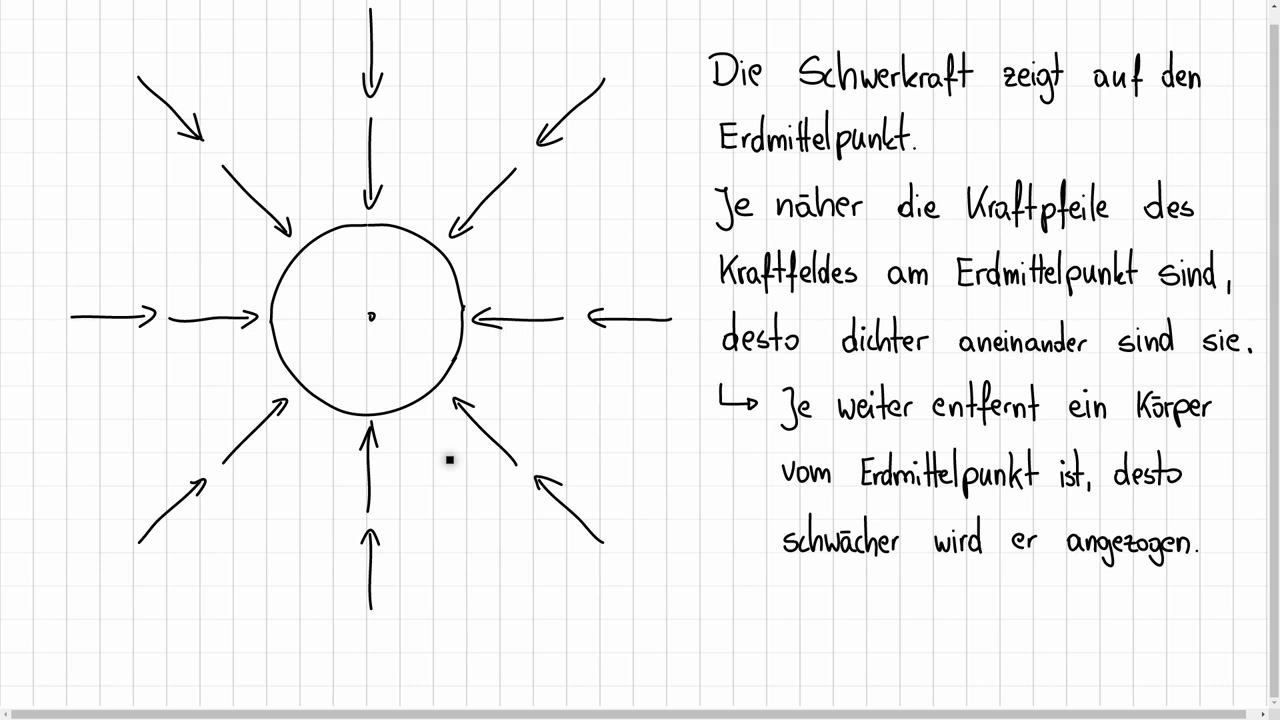 Die Schwerkraft zeigt auf den
Erdmittelpunkt.
Je näher die Kraftpfeile des
Kraftfeldes am Erdmittelpunkt sind,
desto dichter aneinander sind sie.
↳ Je weiter entfernt ein Körper
vom Erdmittelpunkt ist, desto
schwächer wird er angezogen.